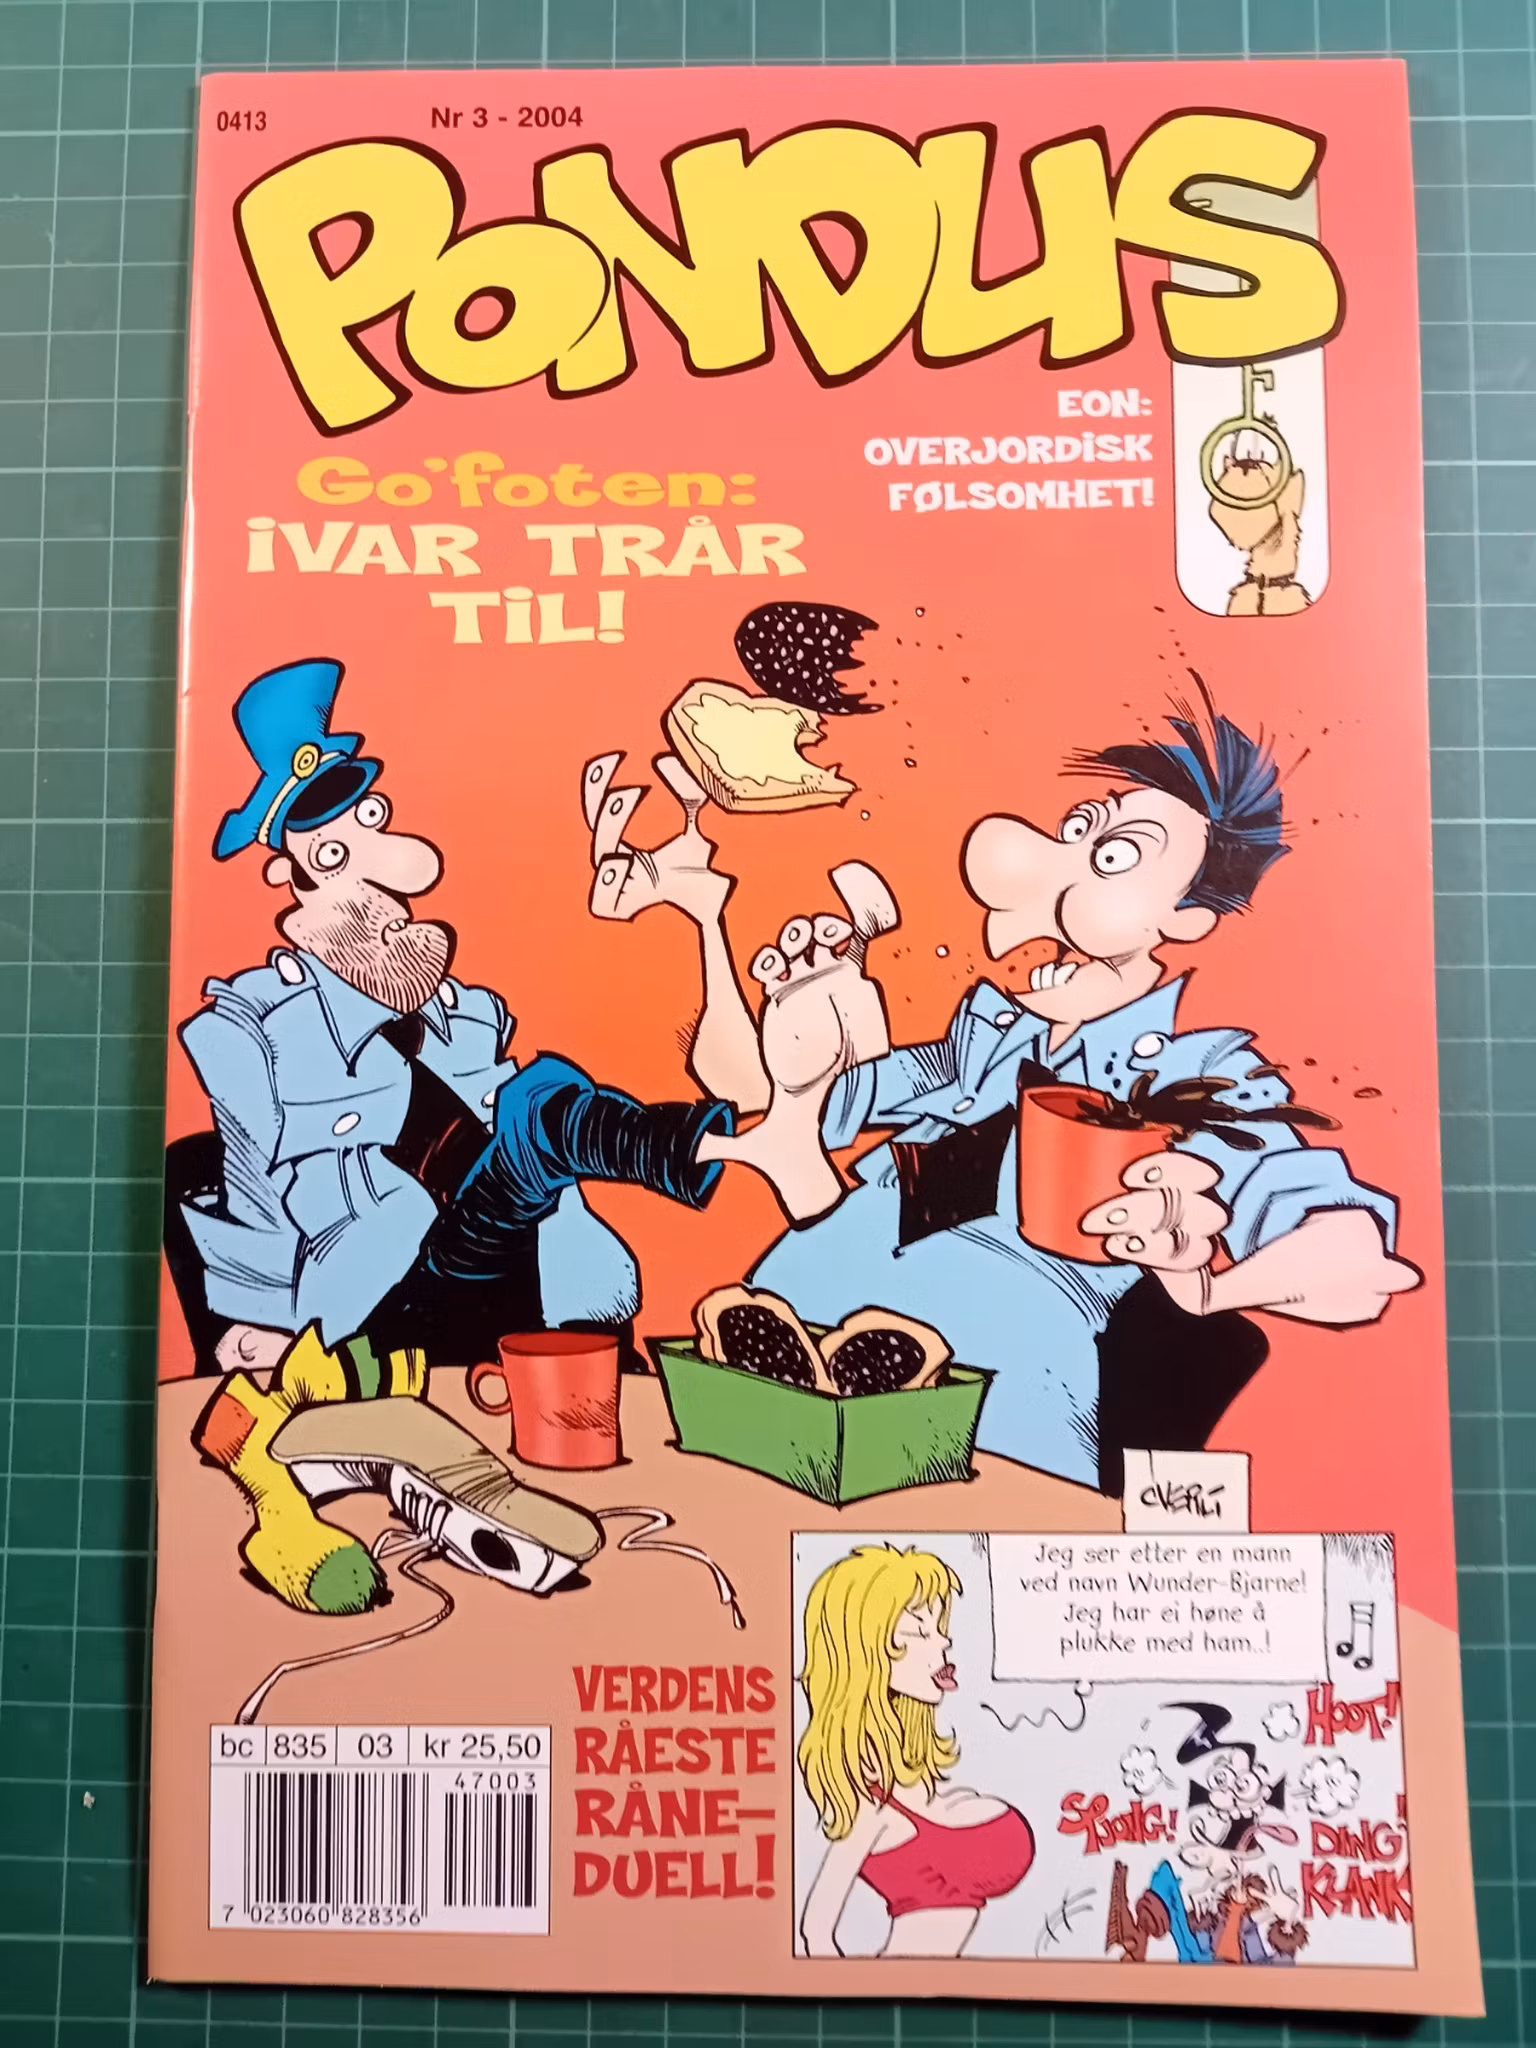 0413
Nr 3 - 2004
PONDUS
EON:
OVERJORDiSK
FØLSOMHET!
Go'foten:
iVAR TRÅR
TiL!
ØVERLi
Jeg ser etter en mann
ved navn Wunder-Bjarne!
Jeg har ei høne å
plukke med ham..!
HOOT!
SPJONG!
DING!
KLANK
VERDENS
RÅESTE
RÅNE-
DUELL!
bc 835 03 kr 25,50
47003
7 023060 828356